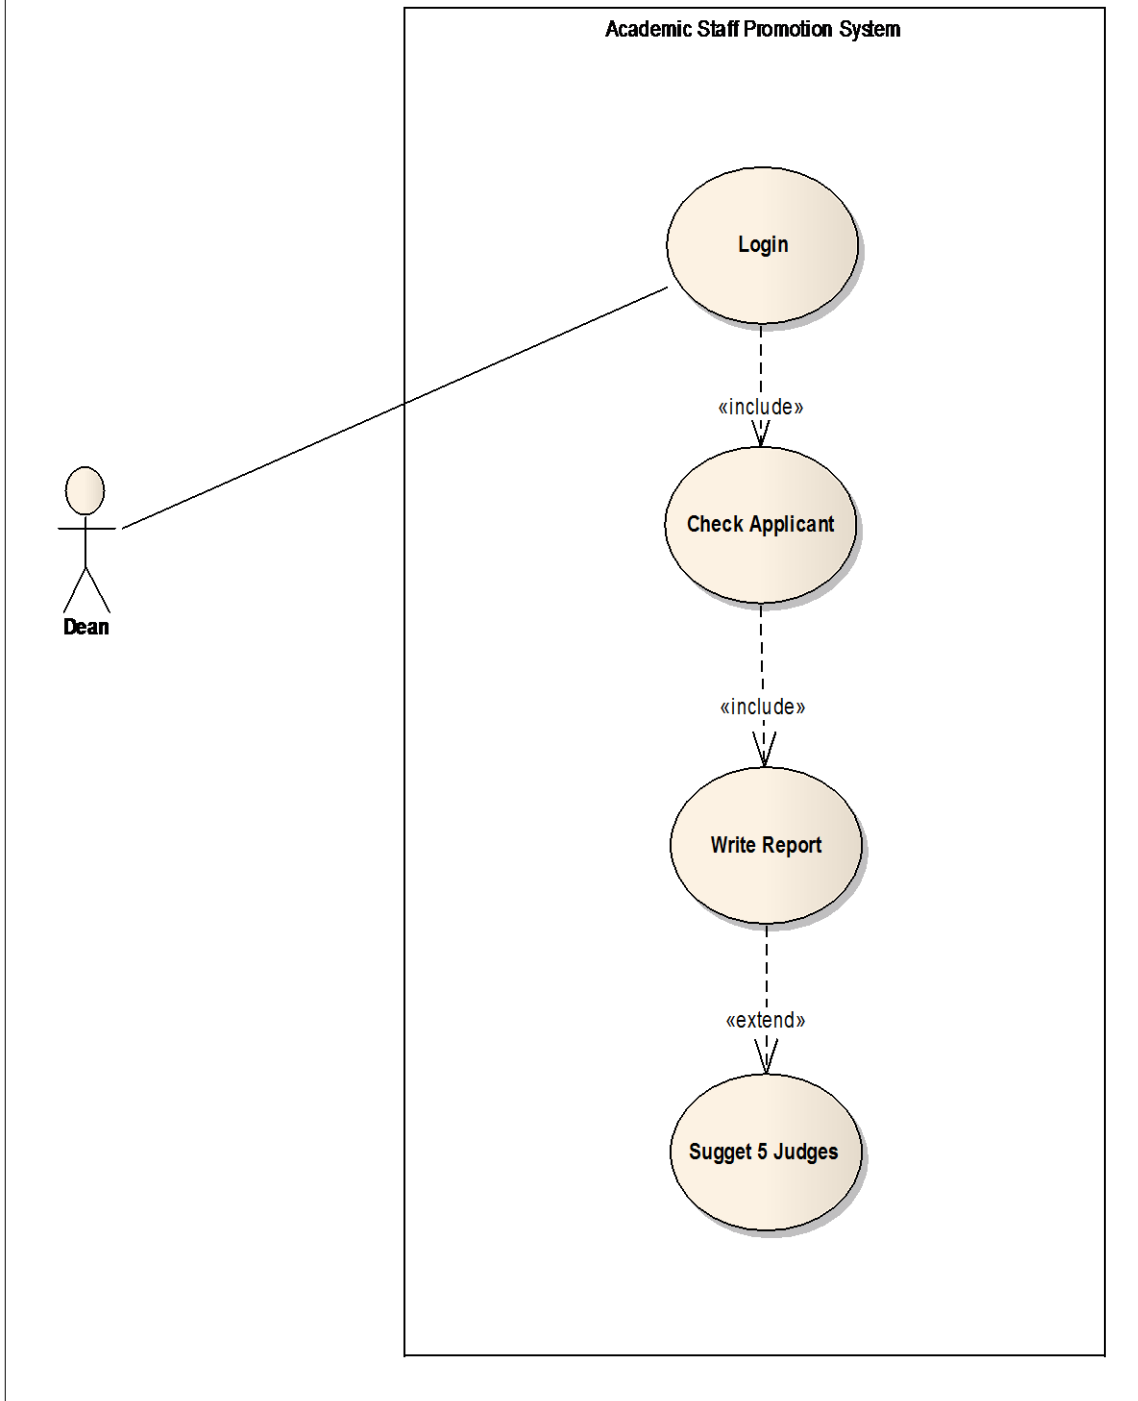 Academic Staff Promotion System
Login
«include»
Check Applicant
Dean
«include»
Write Report
«extend»
Sugget 5 Judges